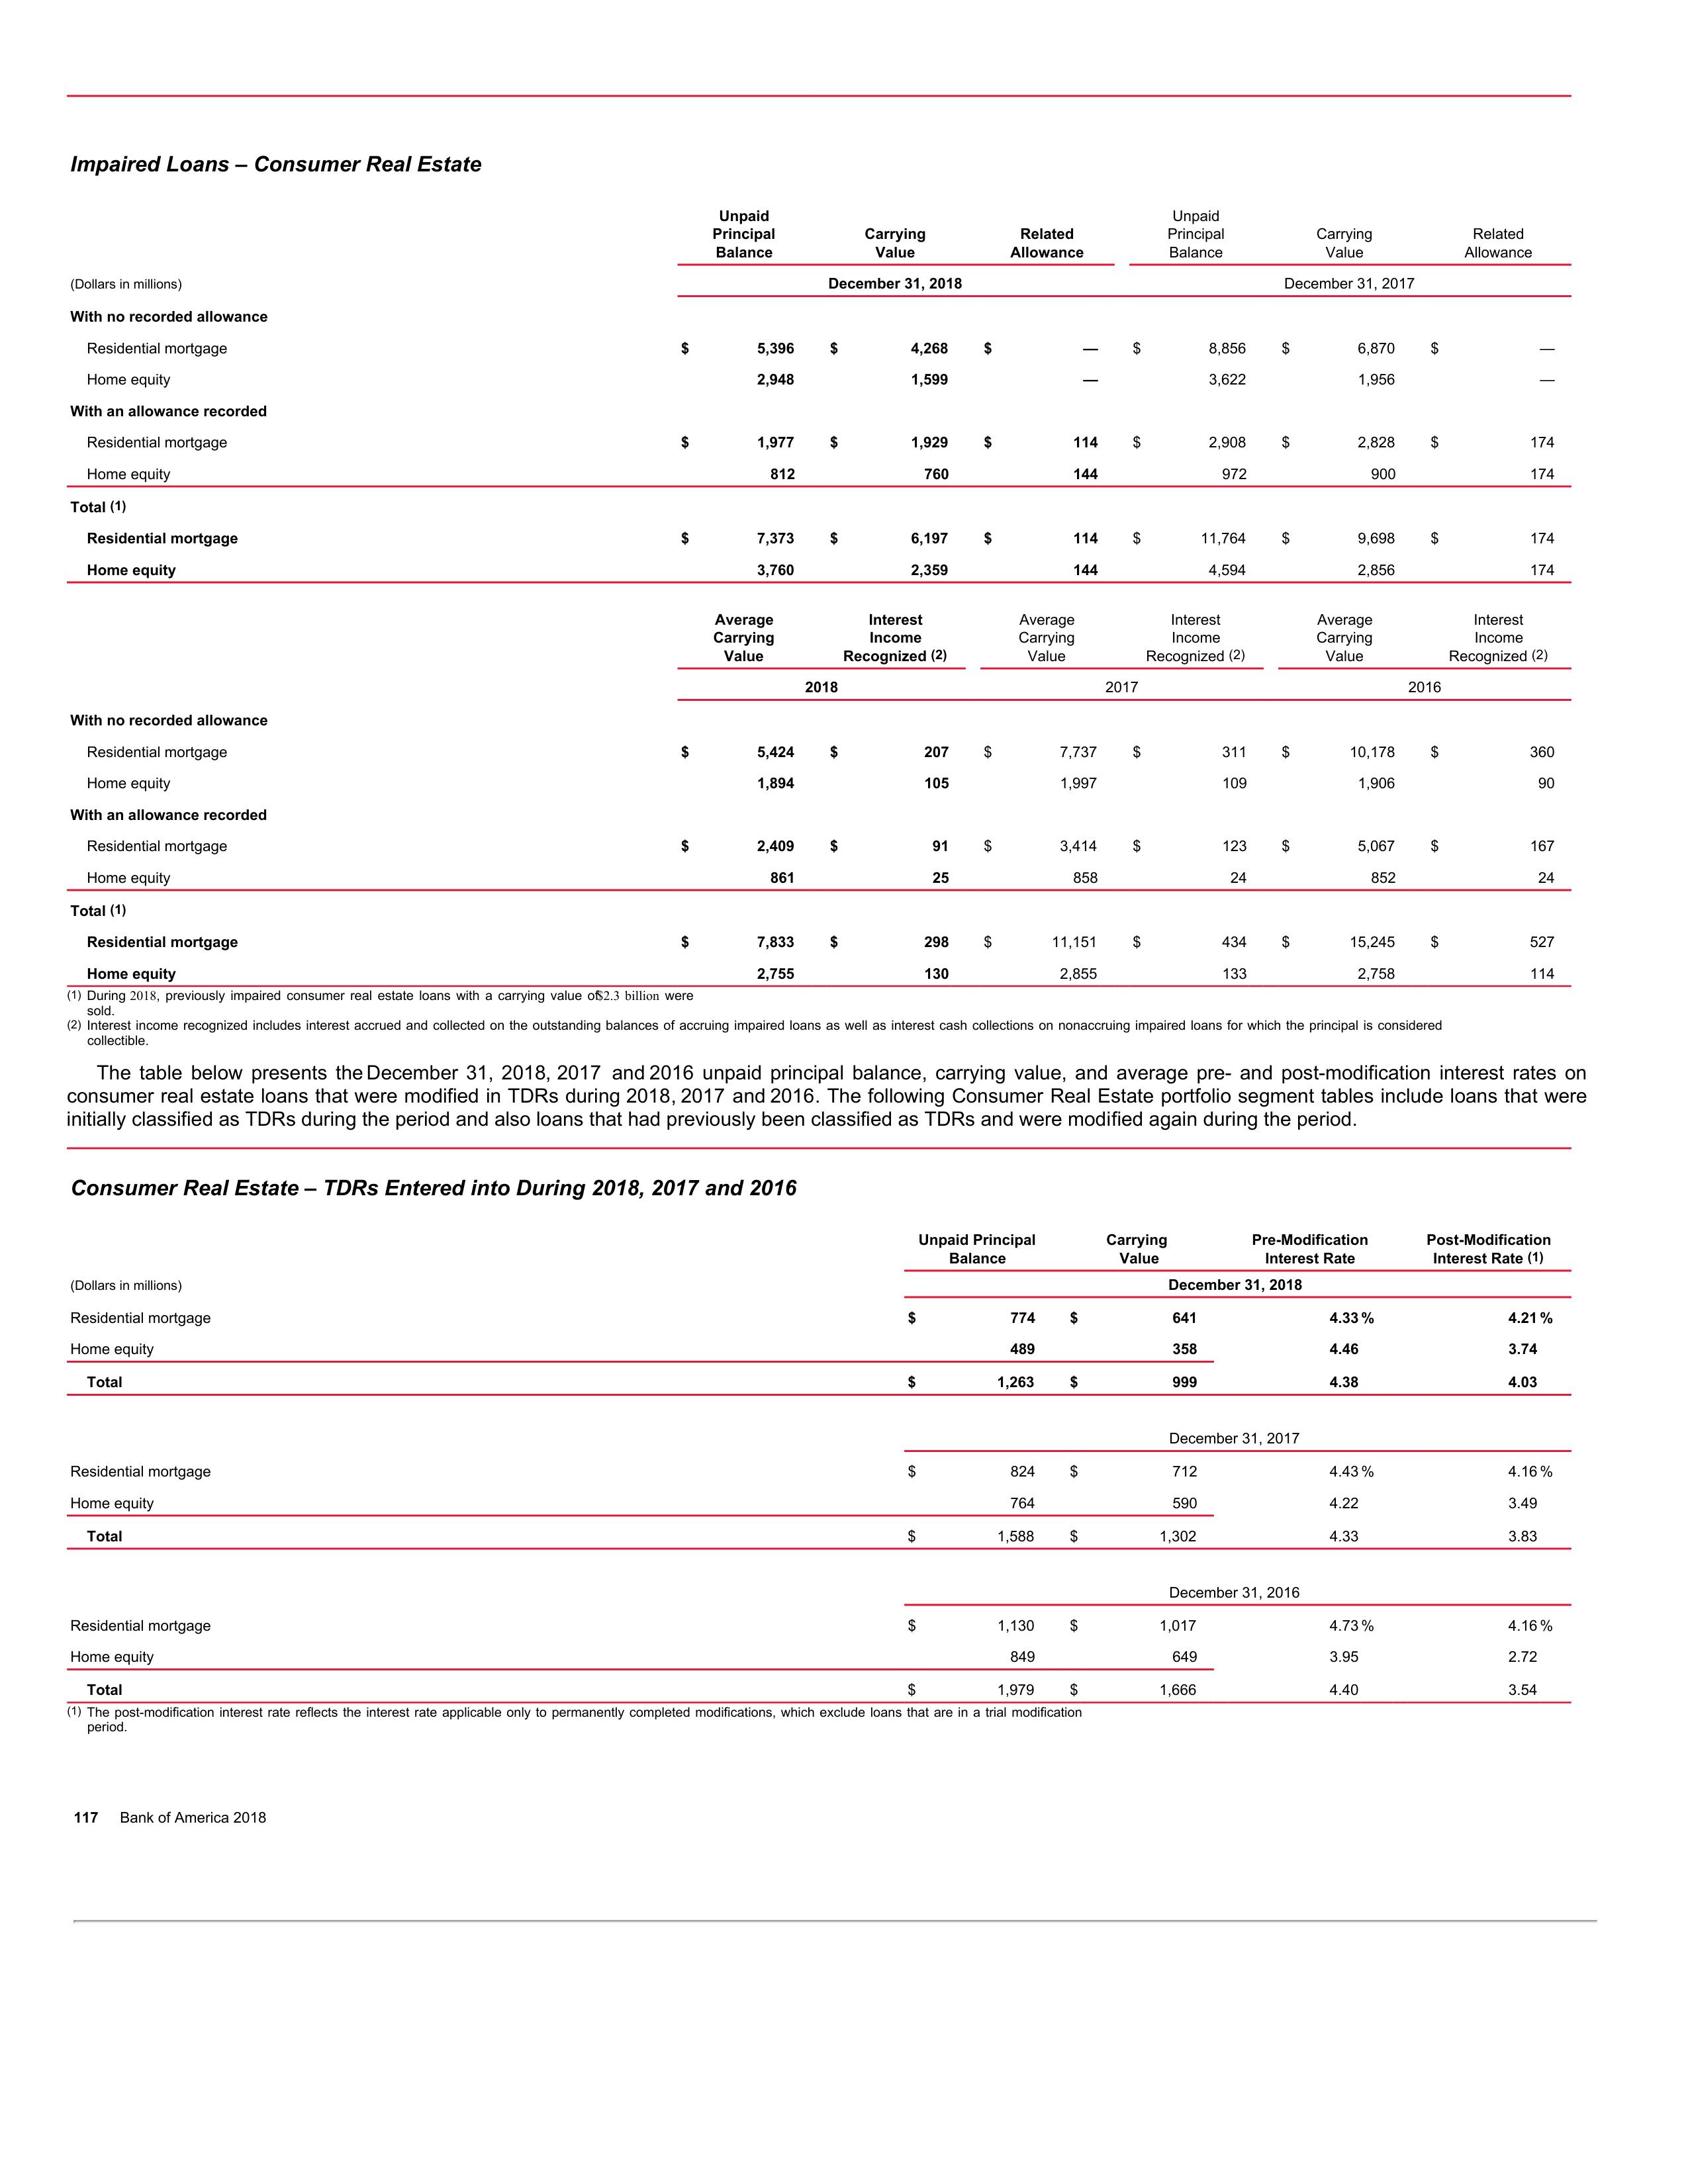 Impaired Loans – Consumer Real Estate
Unpaid Principal Balance Carrying Value Related Allowance Unpaid Principal Balance Carrying Value Related Allowance
(Dollars in millions) December 31, 2018 December 31, 2017
With no recorded allowance
Residential mortgage $ 5,396 $ 4,268 $ — $ 8,856 $ 6,870 $ —
Home equity 2,948 1,599 — 3,622 1,956 —
With an allowance recorded
Residential mortgage $ 1,977 $ 1,929 $ 114 $ 2,908 $ 2,828 $ 174
Home equity 812 760 144 972 900 174
Total (1)
Residential mortgage $ 7,373 $ 6,197 $ 114 $ 11,764 $ 9,698 $ 174
Home equity 3,760 2,359 144 4,594 2,856 174
Average Carrying Value Interest Income Recognized (2) Average Carrying Value Interest Income Recognized (2) Average Carrying Value Interest Income Recognized (2)
2018 2017 2016
With no recorded allowance
Residential mortgage $ 5,424 $ 207 $ 7,737 $ 311 $ 10,178 $ 360
Home equity 1,894 105 1,997 109 1,906 90
With an allowance recorded
Residential mortgage $ 2,409 $ 91 $ 3,414 $ 123 $ 5,067 $ 167
Home equity 861 25 858 24 852 24
Total (1)
Residential mortgage $ 7,833 $ 298 $ 11,151 $ 434 $ 15,245 $ 527
Home equity 2,755 130 2,855 133 2,758 114
(1) During 2018, previously impaired consumer real estate loans with a carrying value of $2.3 billion were
sold.
(2) Interest income recognized includes interest accrued and collected on the outstanding balances of accruing impaired loans as well as interest cash collections on nonaccruing impaired loans for which the principal is considered
collectible.
The table below presents the December 31, 2018, 2017 and 2016 unpaid principal balance, carrying value, and average pre- and post-modification interest rates on
consumer real estate loans that were modified in TDRs during 2018, 2017 and 2016. The following Consumer Real Estate portfolio segment tables include loans that were
initially classified as TDRs during the period and also loans that had previously been classified as TDRs and were modified again during the period.
Consumer Real Estate – TDRs Entered into During 2018, 2017 and 2016
Unpaid Principal Balance Carrying Value Pre-Modification Interest Rate Post-Modification Interest Rate (1)
(Dollars in millions) December 31, 2018
Residential mortgage $ 774 $ 641 4.33 % 4.21 %
Home equity 489 358 4.46 3.74
Total $ 1,263 $ 999 4.38 4.03
December 31, 2017
Residential mortgage $ 824 $ 712 4.43 % 4.16 %
Home equity 764 590 4.22 3.49
Total $ 1,588 $ 1,302 4.33 3.83
December 31, 2016
Residential mortgage $ 1,130 $ 1,017 4.73 % 4.16 %
Home equity 849 649 3.95 2.72
Total $ 1,979 $ 1,666 4.40 3.54
(1) The post-modification interest rate reflects the interest rate applicable only to permanently completed modifications, which exclude loans that are in a trial modification
period.
117 Bank of America 2018